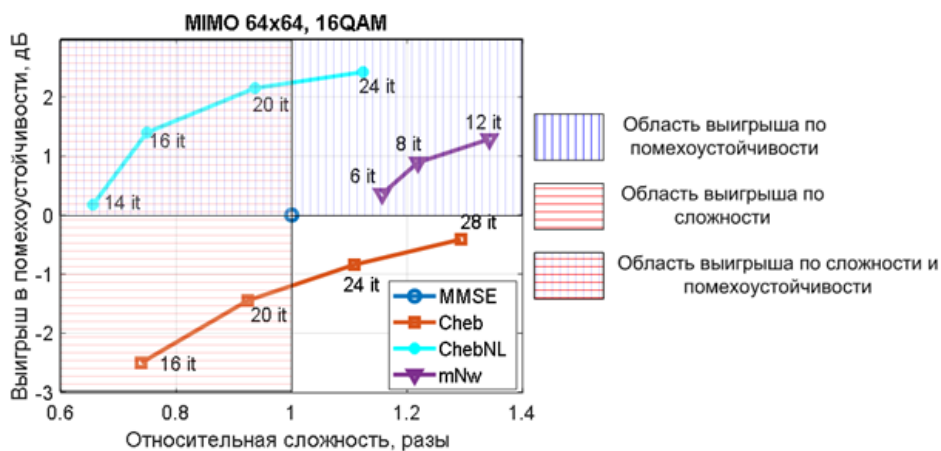 MIMO 64x64, 16QAM
Выигрыш в помехоустойчивости, дБ
2
1
0
-1
-2
-3
0.6
0.8
1
1.2
1.4
Относительная сложность, разы
14 it
16 it
20 it
24 it
6 it
8 it
12 it
16 it
20 it
24 it
28 it
MMSE
Cheb
ChebNL
mNw
Область выигрыша по
помехоустойчивости
Область выигрыша по
сложности
Область выигрыша по сложности и
помехоустойчивости